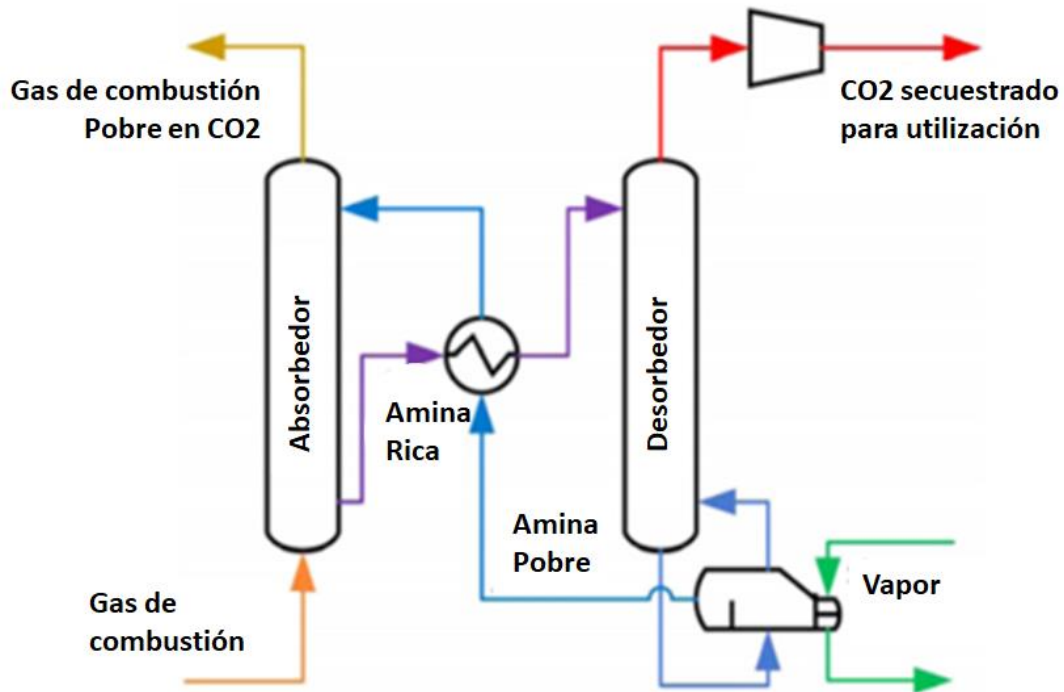 Gas de combustión
Pobre en CO2
CO2 secuestrado
para utilización
Absorbedor
Desorbedor
Amina
Rica
Amina
Pobre
Vapor
Gas de
combustión